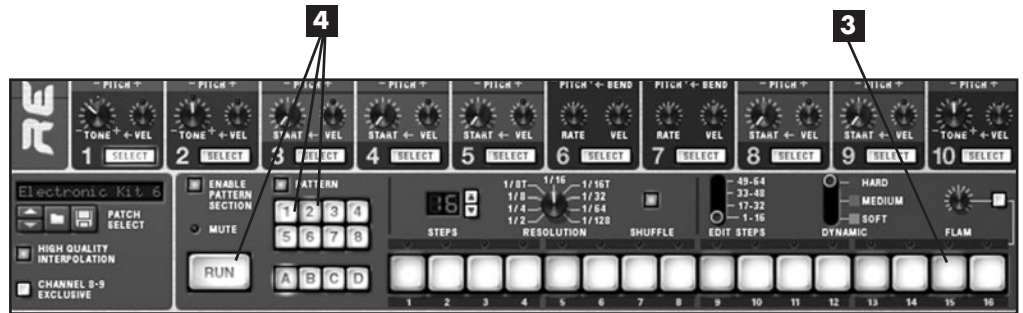 4 3
- PITCH + - PITCH + - PITCH + - PITCH + - PITCH + PITCH ← BEND PITCH ← BEND - PITCH + - PITCH + - PITCH +
RE
- TONE + ← VEL - TONE + ← VEL START ← VEL START ← VEL START ← VEL RATE VEL RATE VEL START ← VEL START ← VEL - TONE + ← VEL
1 SELECT 2 SELECT 3 SELECT 4 SELECT 5 SELECT 6 SELECT 7 SELECT 8 SELECT 9 SELECT 10 SELECT
Electronic Kit 6
PATCH
SELECT
HIGH QUALITY
INTERPOLATION
CHANNEL 8-9
EXCLUSIVE
ENABLE
PATTERN
SECTION
MUTE
RUN
PATTERN
1 2 3 4
5 6 7 8
A B C D
16
STEPS
1/16
1/8T 1/16T
1/8 1/32
1/4 1/64
1/2 1/128
RESOLUTION
SHUFFLE
49-64
33-48
17-32
1-16
EDIT STEPS
HARD
MEDIUM
SOFT
DYNAMIC
FLAM
1 2 3 4 5 6 7 8 9 10 11 12 13 14 15 16